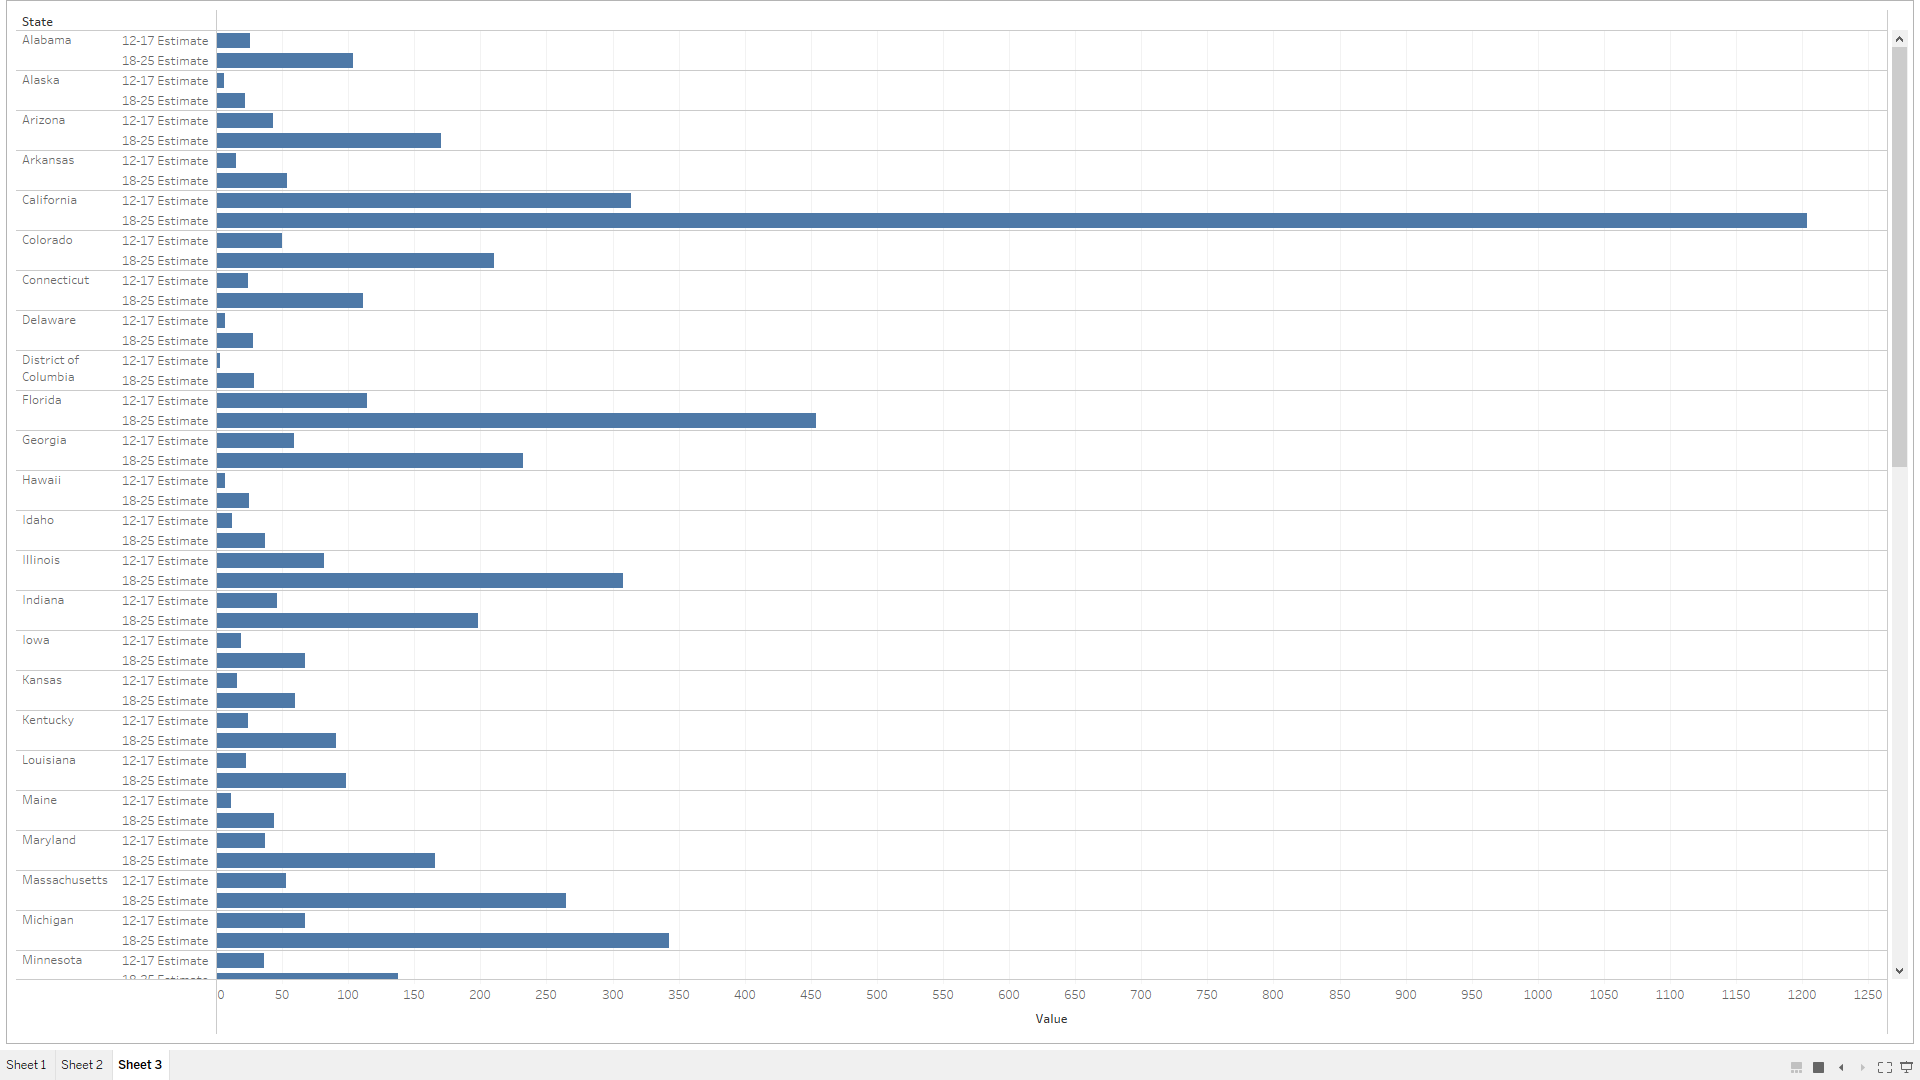 State
Alabama 12-17 Estimate
18-25 Estimate
Alaska 12-17 Estimate
18-25 Estimate
Arizona 12-17 Estimate
18-25 Estimate
Arkansas 12-17 Estimate
18-25 Estimate
California 12-17 Estimate
18-25 Estimate
Colorado 12-17 Estimate
18-25 Estimate
Connecticut 12-17 Estimate
18-25 Estimate
Delaware 12-17 Estimate
18-25 Estimate
District of 12-17 Estimate
Columbia 18-25 Estimate
Florida 12-17 Estimate
18-25 Estimate
Georgia 12-17 Estimate
18-25 Estimate
Hawaii 12-17 Estimate
18-25 Estimate
Idaho 12-17 Estimate
18-25 Estimate
Illinois 12-17 Estimate
18-25 Estimate
Indiana 12-17 Estimate
18-25 Estimate
Iowa 12-17 Estimate
18-25 Estimate
Kansas 12-17 Estimate
18-25 Estimate
Kentucky 12-17 Estimate
18-25 Estimate
Louisiana 12-17 Estimate
18-25 Estimate
Maine 12-17 Estimate
18-25 Estimate
Maryland 12-17 Estimate
18-25 Estimate
Massachusetts 12-17 Estimate
18-25 Estimate
Michigan 12-17 Estimate
18-25 Estimate
Minnesota 12-17 Estimate
18-25 Estimate
0 50 100 150 200 250 300 350 400 450 500 550 600 650 700 750 800 850 900 950 1000 1050 1100 1150 1200 1250
Value
Sheet 1 Sheet 2 Sheet 3